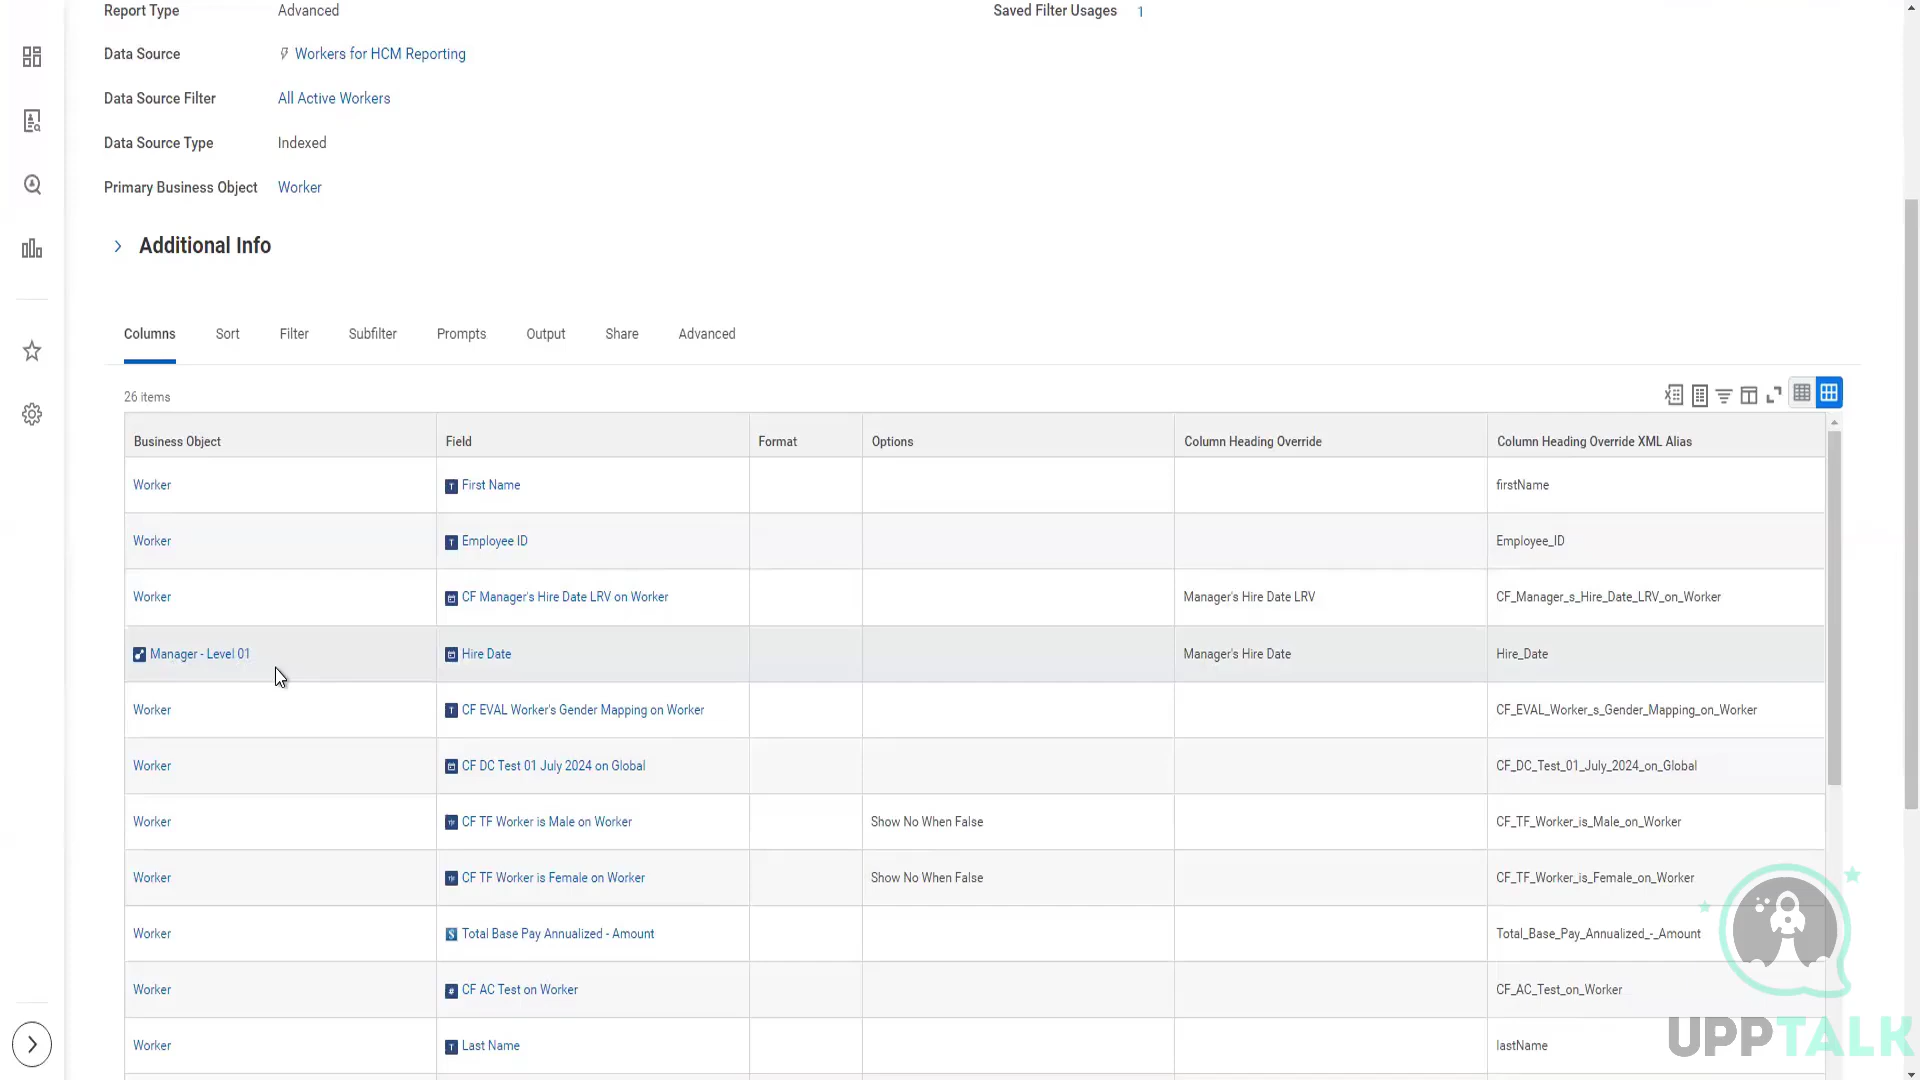 Report Type Advanced Saved Filter Usages 1
Data Source Workers for HCM Reporting
Data Source Filter All Active Workers
Data Source Type Indexed
Primary Business Object Worker
Additional Info
Columns Sort Filter Subfilter Prompts Output Share Advanced
26 items
Business Object Field Format Options Column Heading Override Column Heading Override XML Alias
Worker First Name firstName
Worker Employee ID Employee_ID
Worker CF Manager's Hire Date LRV on Worker Manager's Hire Date LRV CF_Manager_s_Hire_Date_LRV_on_Worker
Manager - Level 01 Hire Date Manager's Hire Date Hire_Date
Worker CF EVAL Worker's Gender Mapping on Worker CF_EVAL_Worker_s_Gender_Mapping_on_Worker
Worker CF DC Test 01 July 2024 on Global CF_DC_Test_01_July_2024_on_Global
Worker CF TF Worker is Male on Worker Show No When False CF_TF_Worker_is_Male_on_Worker
Worker CF TF Worker is Female on Worker Show No When False CF_TF_Worker_is_Female_on_Worker
Worker Total Base Pay Annualized - Amount Total_Base_Pay_Annualized_-_Amount
Worker CF AC Test on Worker CF_AC_Test_on_Worker
Worker Last Name lastName
UPPTALK